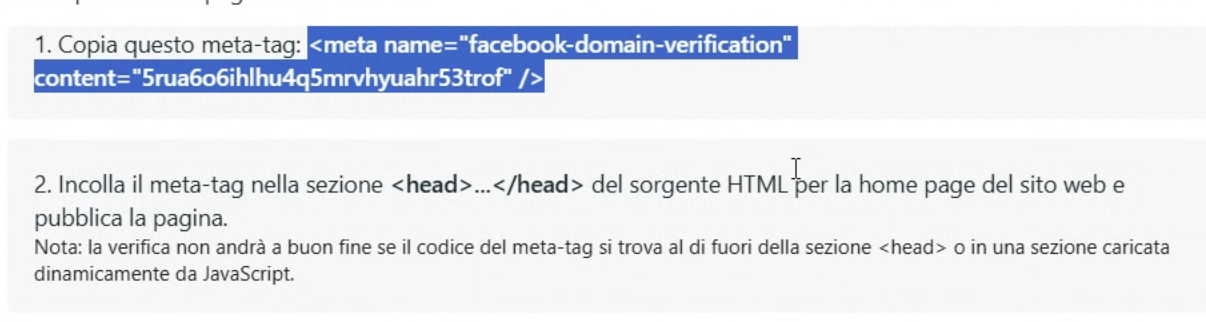 1. Copia questo meta-tag: <meta name="facebook-domain-verification"
content="5rua6o6ihlhu4q5mrvhyuahr53trof" />
2. Incolla il meta-tag nella sezione <head>...</head> del sorgente HTML per la home page del sito web e
pubblica la pagina.
Nota: la verifica non andrà a buon fine se il codice del meta-tag si trova al di fuori della sezione <head> o in una sezione caricata
dinamicamente da JavaScript.